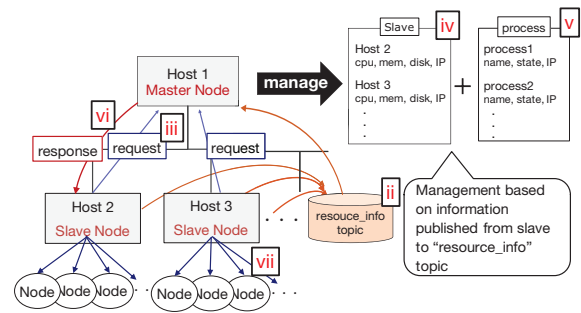 Slave
iv
process
v
Host 2
cpu, mem, disk, IP
Host 3
cpu, mem, disk, IP
.
.
.
+
process1
name, state, IP
process2
name, state, IP
.
.
.
manage
Host 1
Master Node
vi
iii
response
request
request
Host 2
Slave Node
Host 3
Slave Node
. . .
resouce_info
topic
ii
Management based
on information
published from slave
to “resource_info”
topic
vii
Node
Node
Node
. . .
Node
Node
Node
. . .